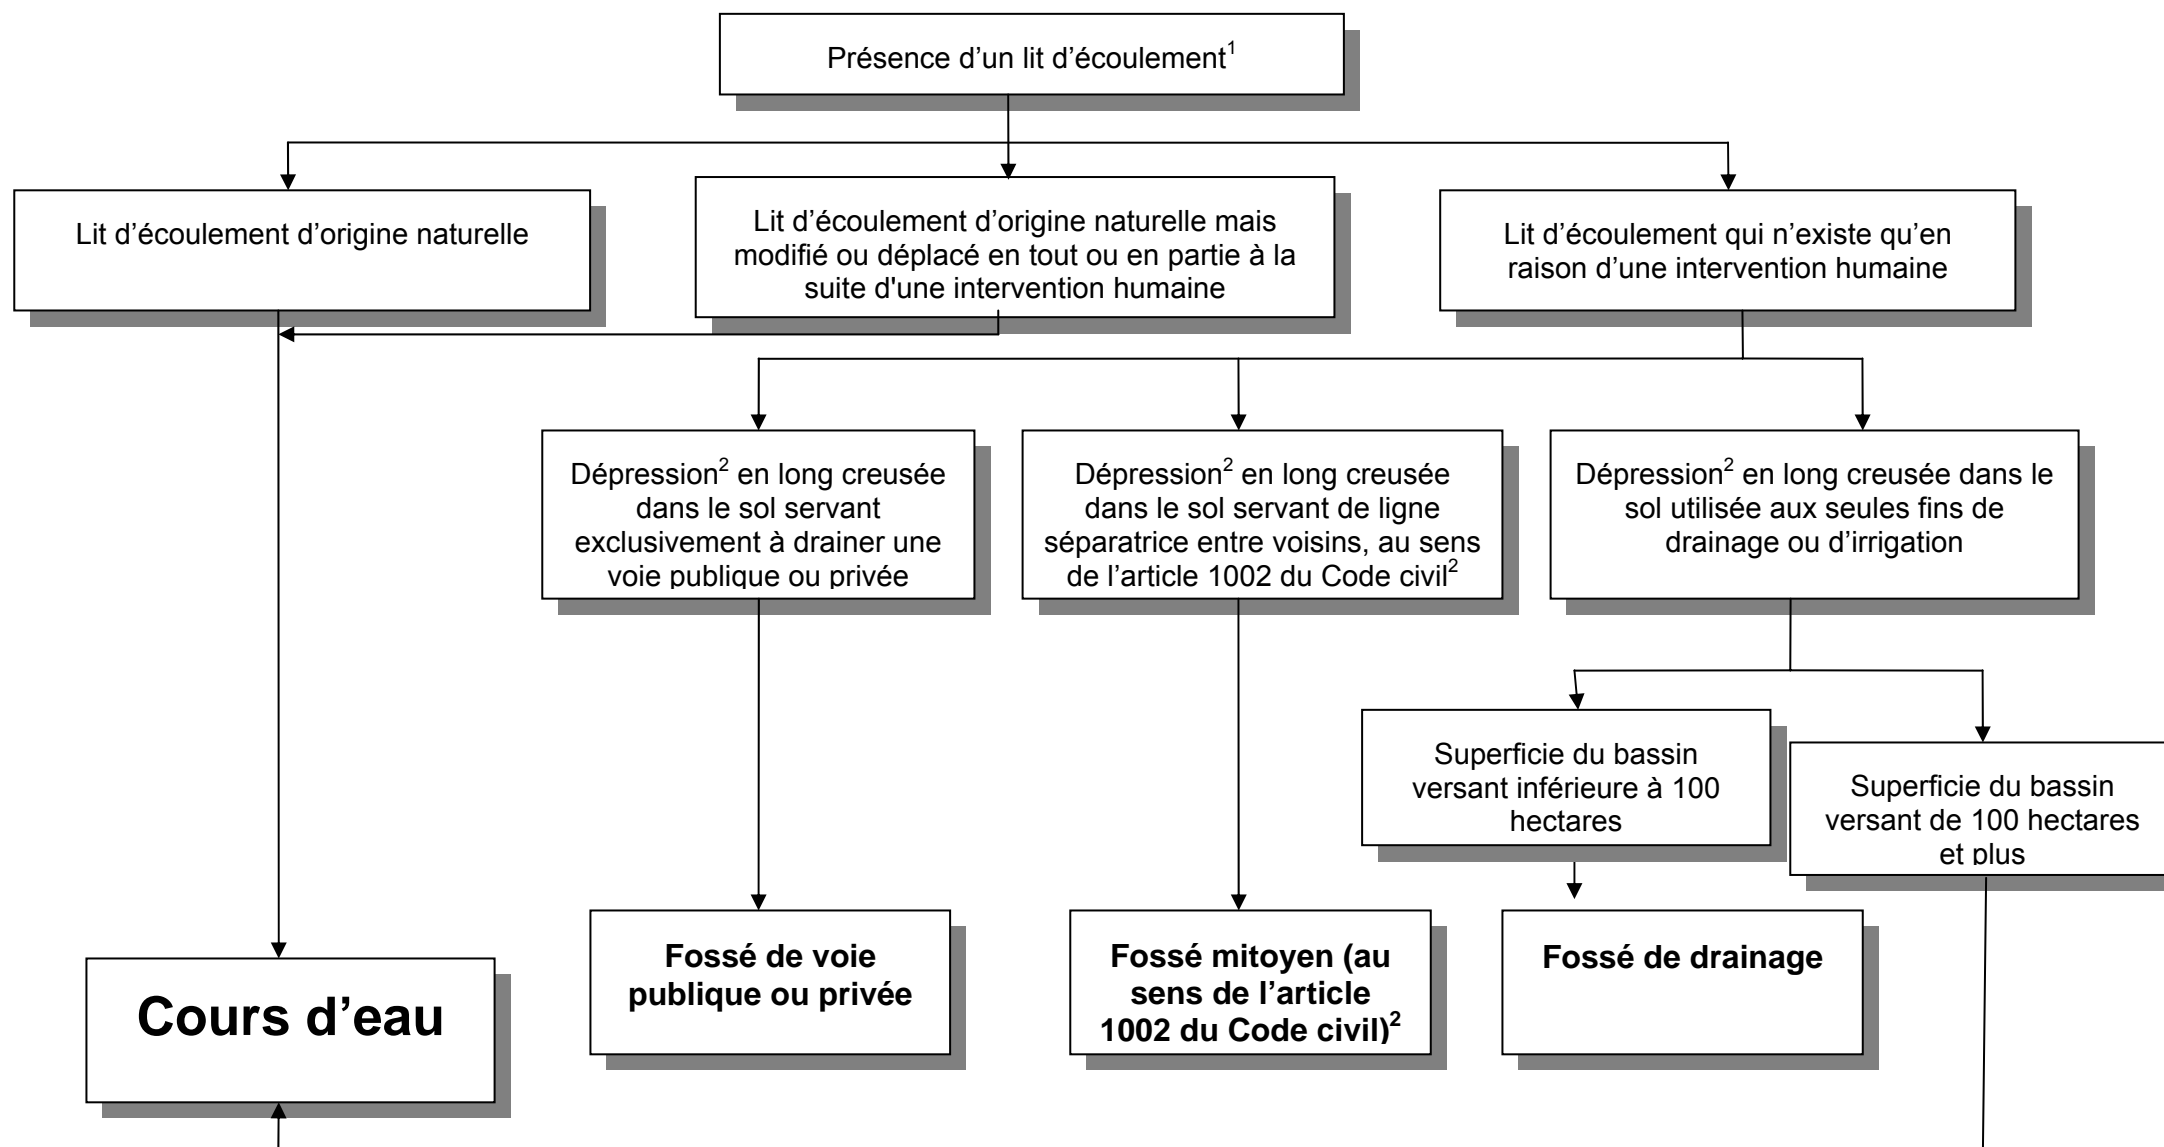 Présence d’un lit d’écoulement¹
Lit d’écoulement d’origine naturelle
Lit d’écoulement d’origine naturelle mais
modifié ou déplacé en tout ou en partie à la
suite d'une intervention humaine
Lit d’écoulement qui n’existe qu’en
raison d’une intervention humaine
Dépression² en long creusée
dans le sol servant
exclusivement à drainer une
voie publique ou privée
Dépression² en long creusée
dans le sol servant de ligne
séparatrice entre voisins, au sens
de l’article 1002 du Code civil²
Dépression² en long creusée dans le
sol utilisée aux seules fins de
drainage ou d’irrigation
Superficie du bassin
versant inférieure à 100
hectares
Superficie du bassin
versant de 100 hectares
et plus
Cours d’eau
Fossé de voie
publique ou privée
Fossé mitoyen (au
sens de l’article
1002 du Code civil)²
Fossé de drainage